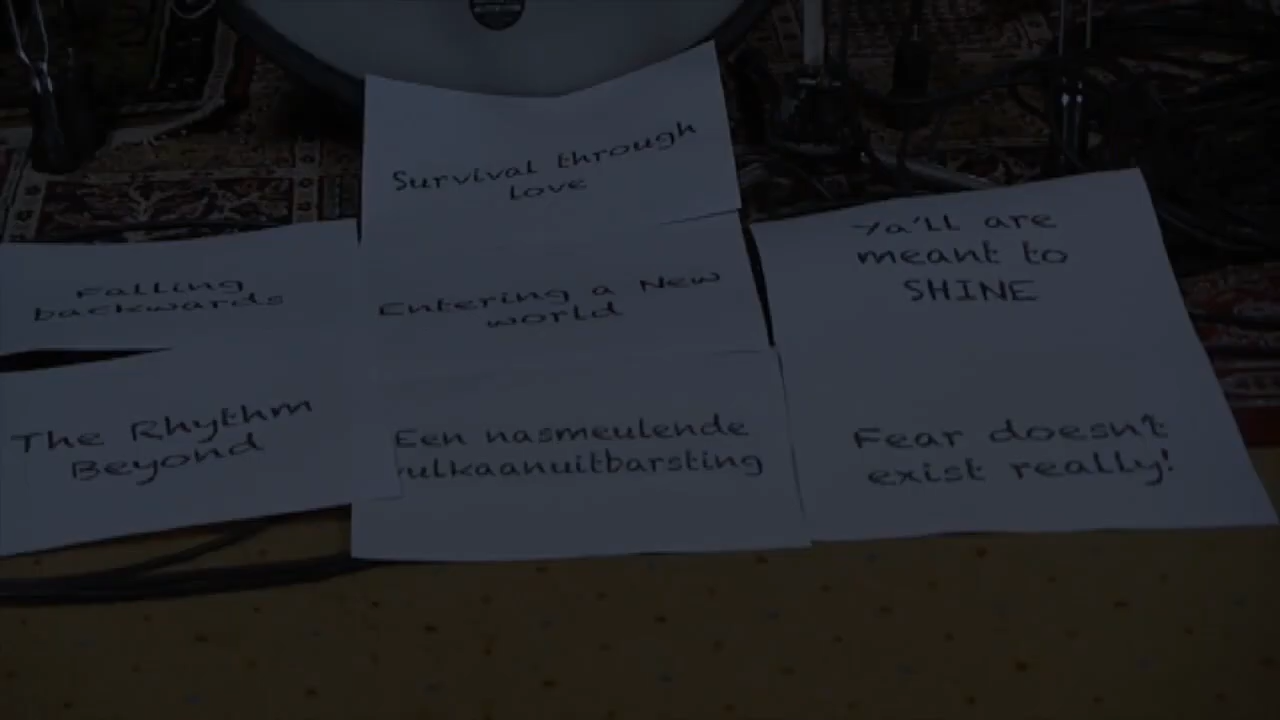 Survival through
Love
Falling
backwards
Entering a New
world
The Rhythm
Beyond
Een nasmeulende
vulkaanuitbarsting
Ya'll are
meant to
SHINE
Fear doesn't
exist really!